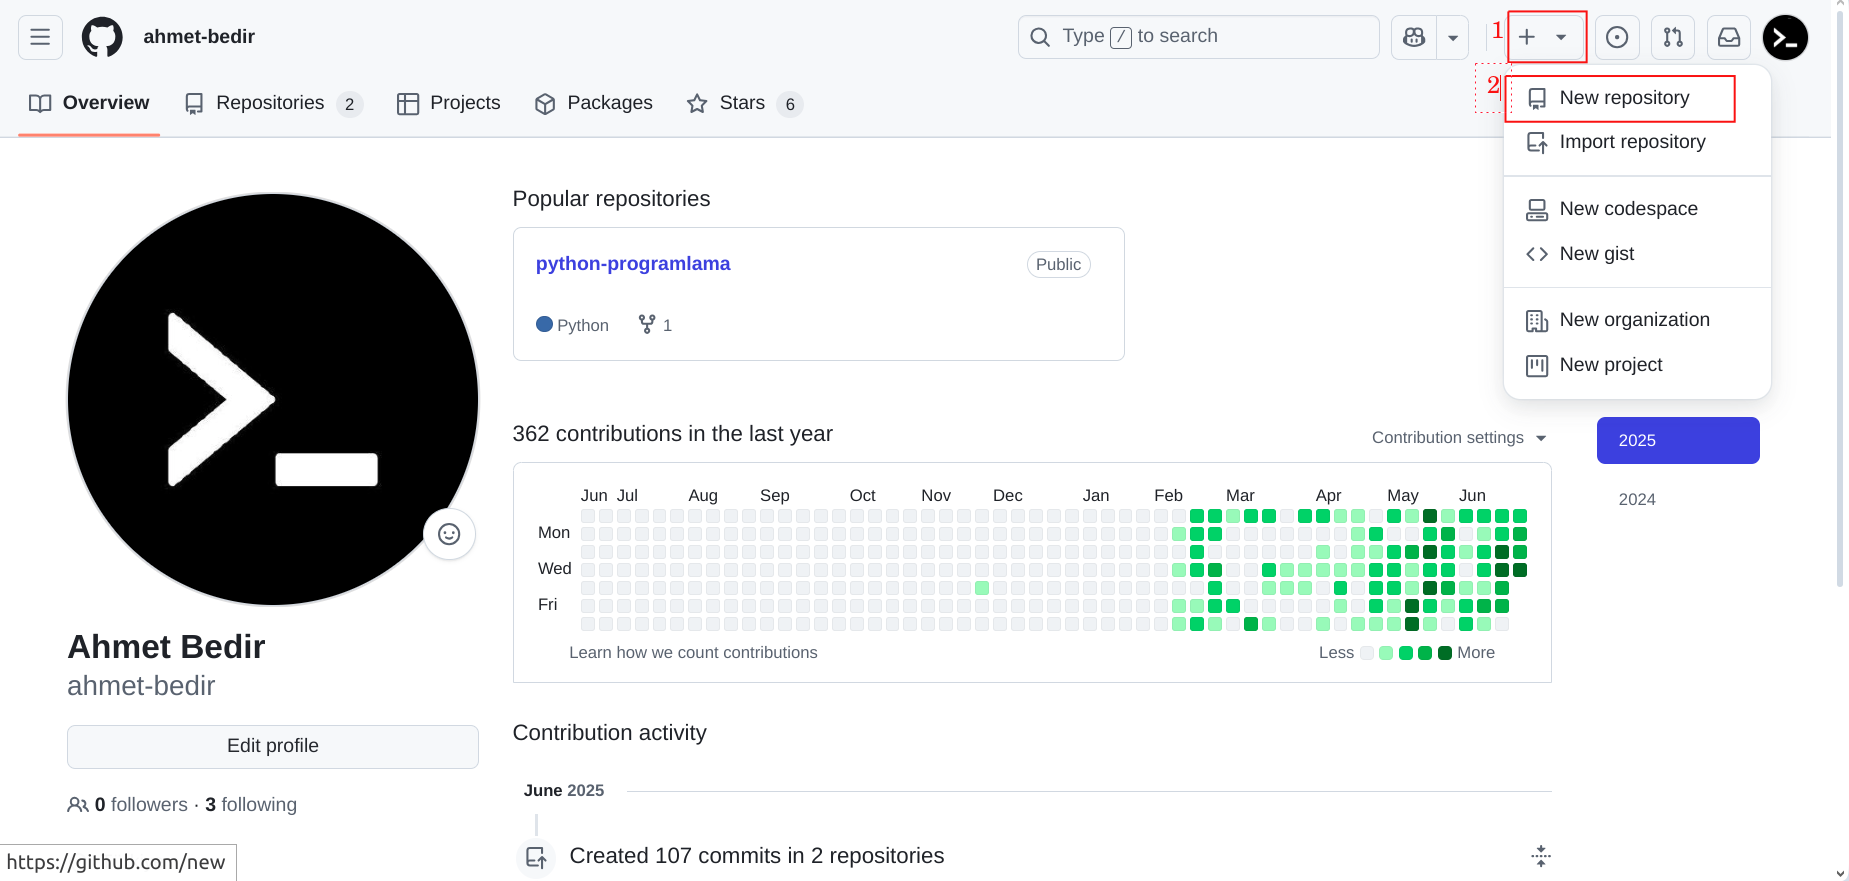 ahmet-bedir
Type / to search
1
Overview
Repositories 2
Projects
Packages
Stars 6
2
New repository
Import repository
New codespace
New gist
New organization
New project
Popular repositories
python-programlama
Public
Python
1
362 contributions in the last year
Contribution settings
2025
2024
Jun Jul Aug Sep Oct Nov Dec Jan Feb Mar Apr May Jun
Mon
Wed
Fri
Learn how we count contributions
Less More
Ahmet Bedir
ahmet-bedir
Edit profile
0 followers · 3 following
Contribution activity
June 2025
Created 107 commits in 2 repositories
https://github.com/new